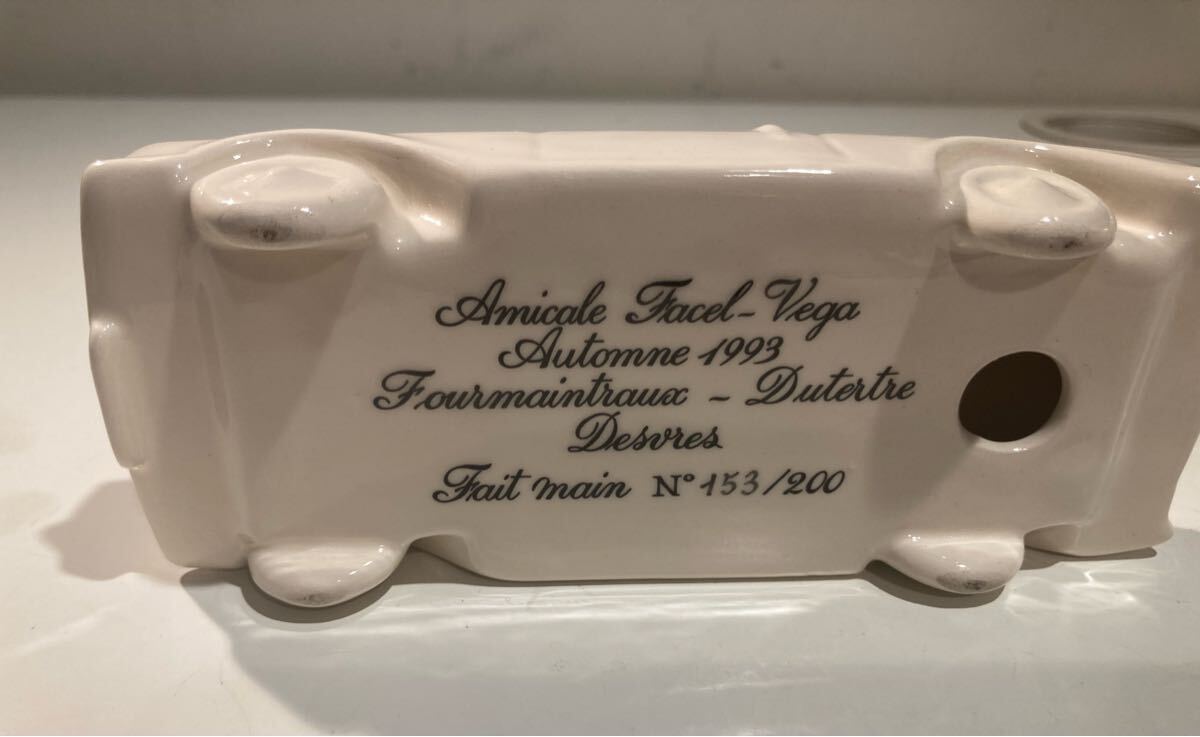 Amicale Facel-Vega
Automne 1993
Fourmaintraux - Dutertre
Desvres
Fait main N° 153/200